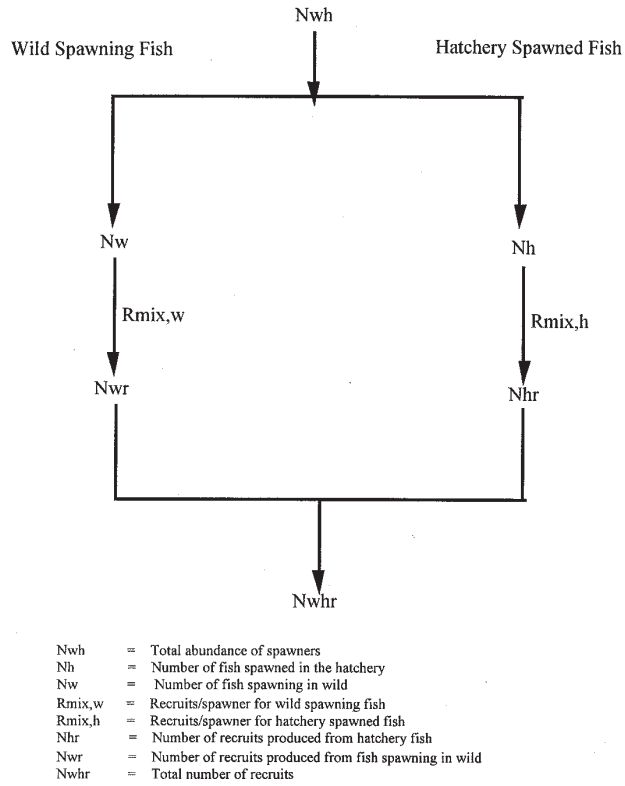 Nwh
Wild Spawning Fish
Hatchery Spawned Fish
Nw
Nh
Rmix,w
Rmix,h
Nwr
Nhr
Nwhr
Nwh = Total abundance of spawners
Nh = Number of fish spawned in the hatchery
Nw = Number of fish spawning in wild
Rmix,w = Recruits/spawner for wild spawning fish
Rmix,h = Recruits/spawner for hatchery spawned fish
Nhr = Number of recruits produced from hatchery fish
Nwr = Number of recruits produced from fish spawning in wild
Nwhr = Total number of recruits